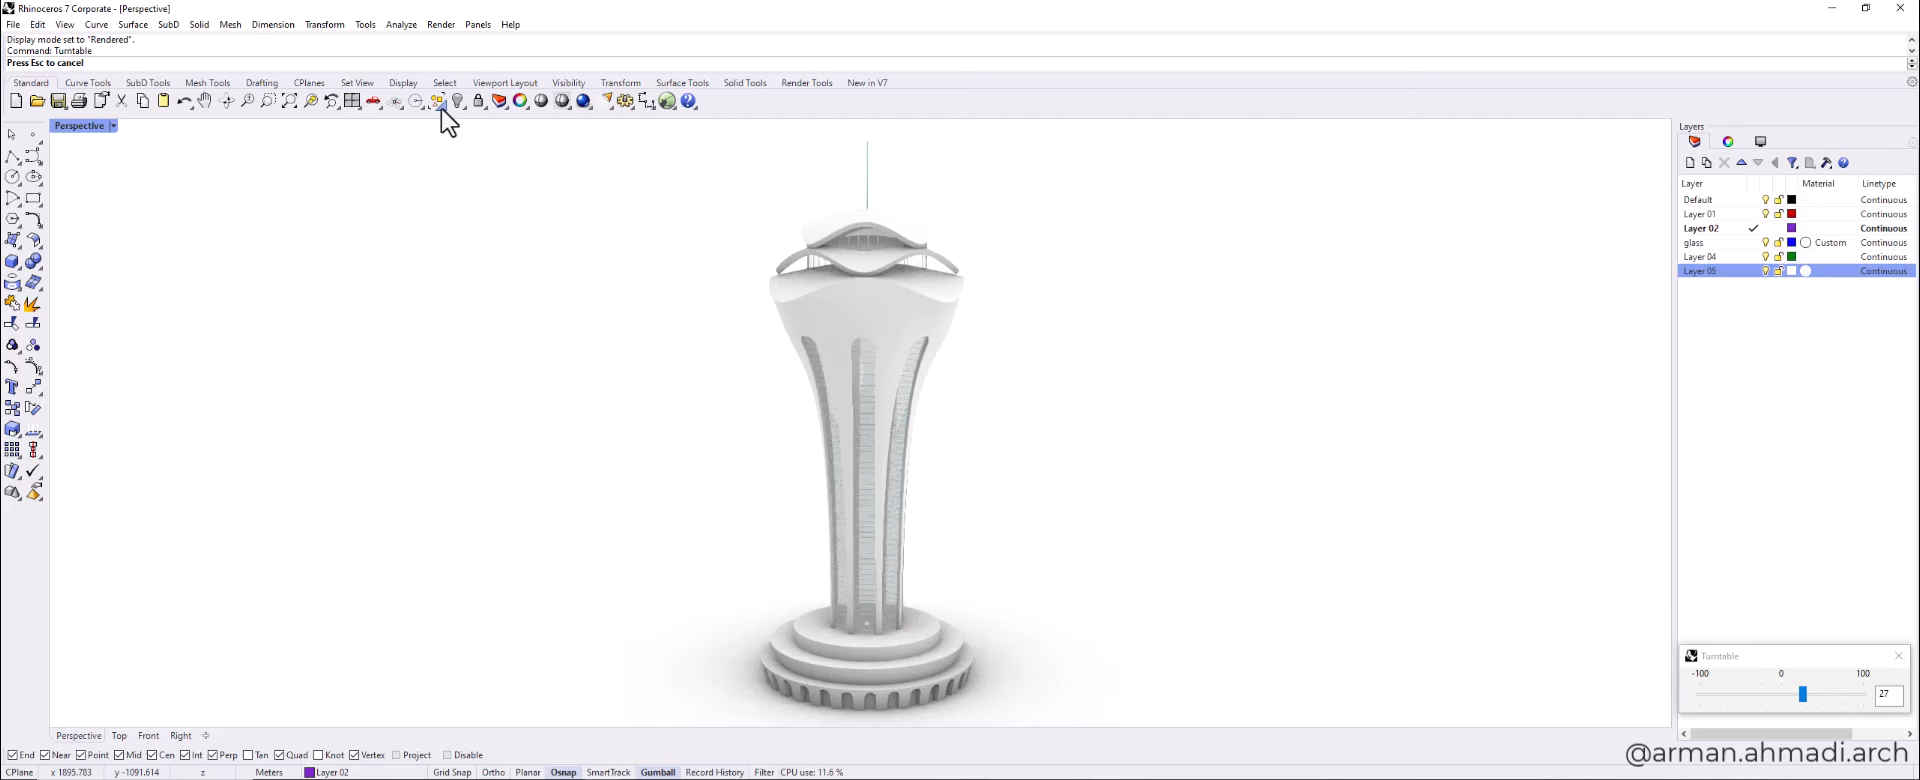 Rhinoceros 7 Corporate - [Perspective]
File Edit View Curve Surface SubD Solid Mesh Dimension Transform Tools Analyze Render Panels Help
Display mode set to "Rendered".
Command: Turntable
Press Esc to cancel
Standard Curve Tools SubD Tools Mesh Tools Drafting CPlanes Set View Display Select Viewport Layout Visibility Transform Surface Tools Solid Tools Render Tools New in V7
Perspective
Layers
Layer Material Linetype
Default Continuous
Layer 01 Continuous
Layer 02 Continuous
glass Custom Continuous
Layer 04 Continuous
Layer 05 Continuous
Turntable
-100 0 100
27
Perspective Top Front Right
End Near Point Mid Cen Int Perp Tan Quad Knot Vertex Project Disable
@arman.ahmadi.arch
CPlane x 1895.783 y -1091.614 z Meters Layer 02 Grid Snap Ortho Planar Osnap SmartTrack Gumball Record History Filter CPU use: 11.6 %